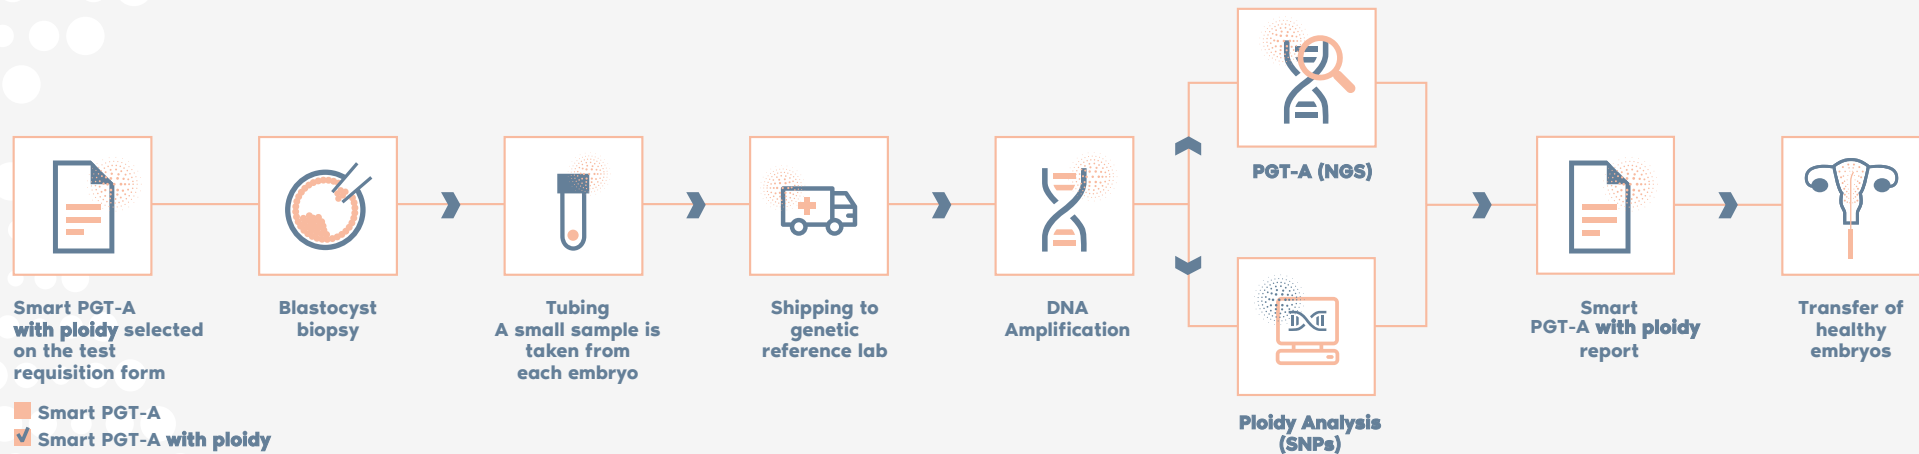 Smart PGT-A
with ploidy selected
on the test
requisition form
Smart PGT-A
Smart PGT-A with ploidy
Blastocyst
biopsy
Tubing
A small sample is
taken from
each embryo
Shipping to
genetic
reference lab
DNA
Amplification
PGT-A (NGS)
Ploidy Analysis
(SNPs)
Smart
PGT-A with ploidy
report
Transfer of
healthy
embryos